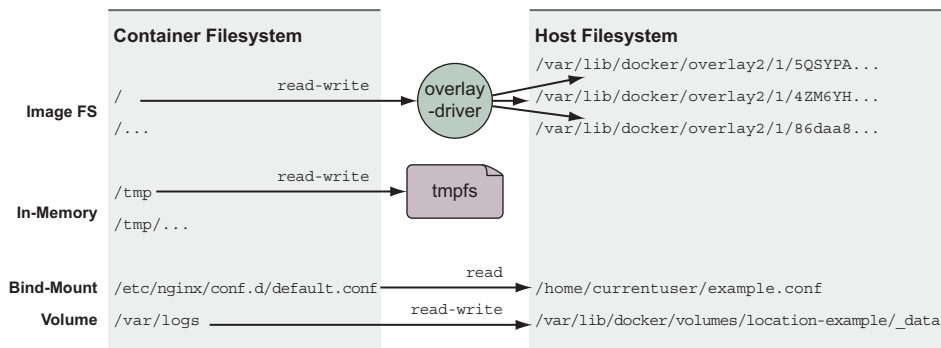 Container Filesystem
Host Filesystem
/var/lib/docker/overlay2/1/5QSYPA...
Image FS
/
read-write
overlay
-driver
/var/lib/docker/overlay2/1/4ZM6YH...
/...
/var/lib/docker/overlay2/1/86daa8...
In-Memory
/tmp
read-write
tmpfs
/tmp/...
Bind-Mount
/etc/nginx/conf.d/default.conf
read
/home/currentuser/example.conf
Volume
/var/logs
read-write
/var/lib/docker/volumes/location-example/_data